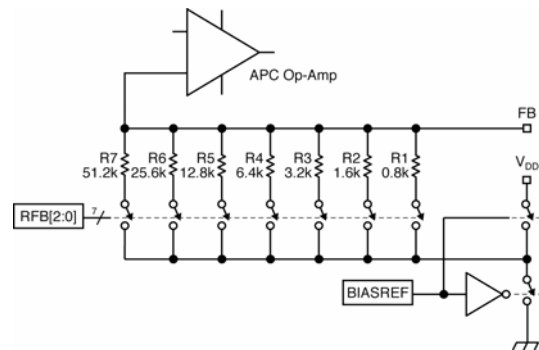 APC Op-Amp
FB
R7
51.2k
R6
25.6k
R5
12.8k
R4
6.4k
R3
3.2k
R2
1.6k
R1
0.8k
VDD
RFB[2:0]
7
BIASREF